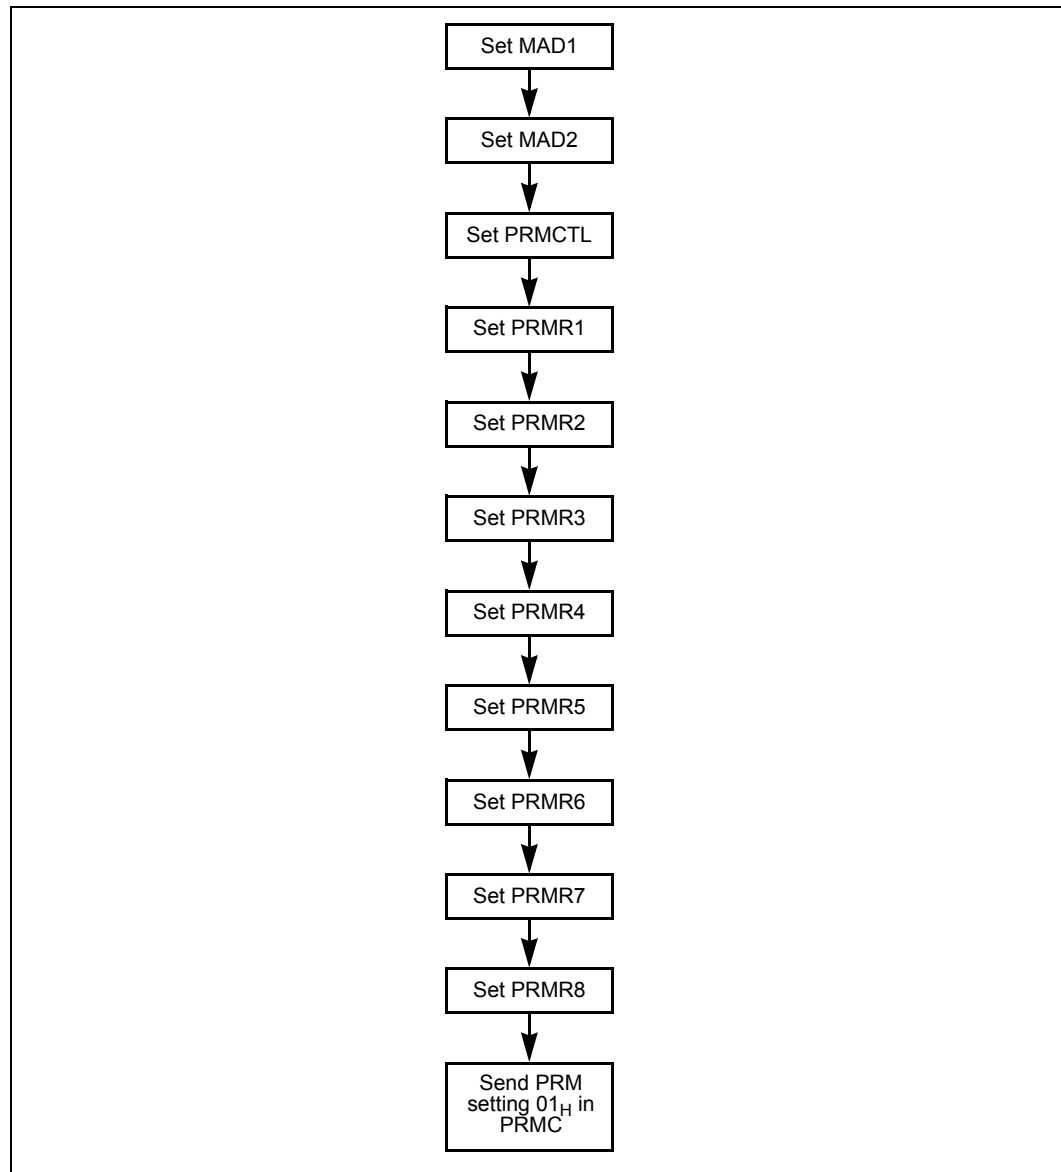 Set MAD1
Set MAD2
Set PRMCTL
Set PRMR1
Set PRMR2
Set PRMR3
Set PRMR4
Set PRMR5
Set PRMR6
Set PRMR7
Set PRMR8
Send PRM
setting 01H in
PRMC